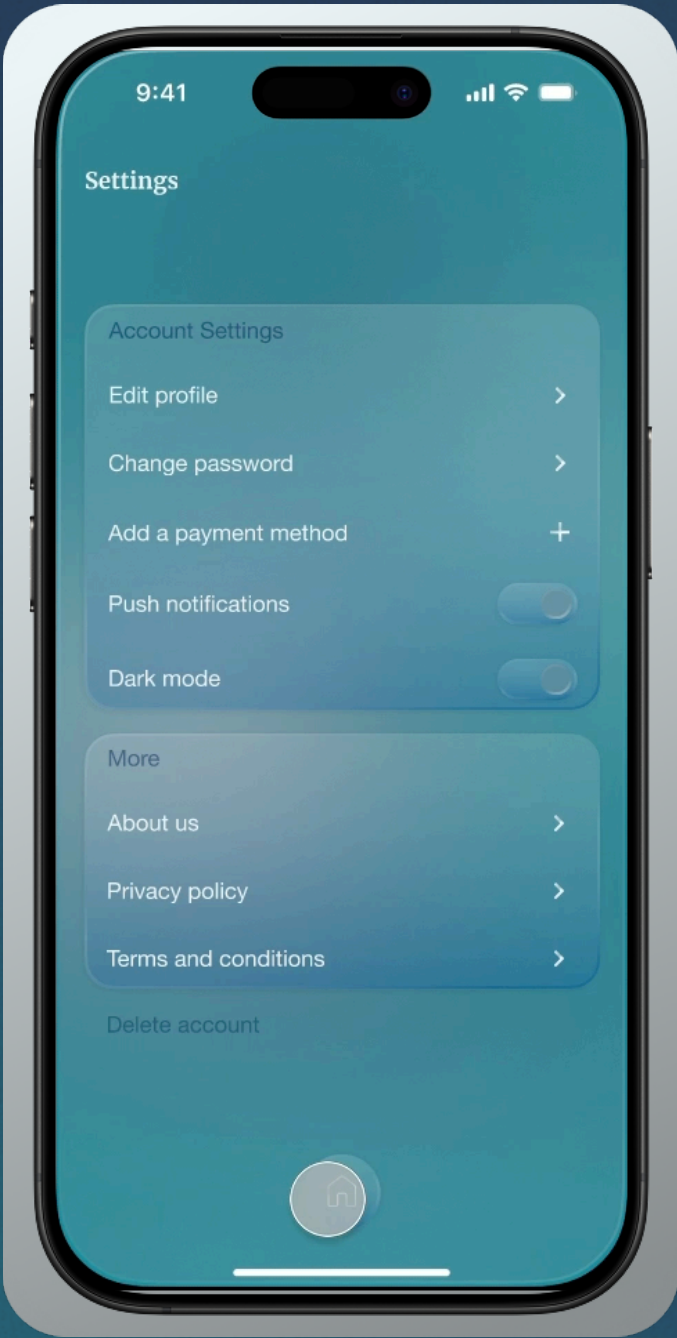 9:41
Settings
Account Settings
Edit profile
Change password
Add a payment method
Push notifications
Dark mode
More
About us
Privacy policy
Terms and conditions
Delete account